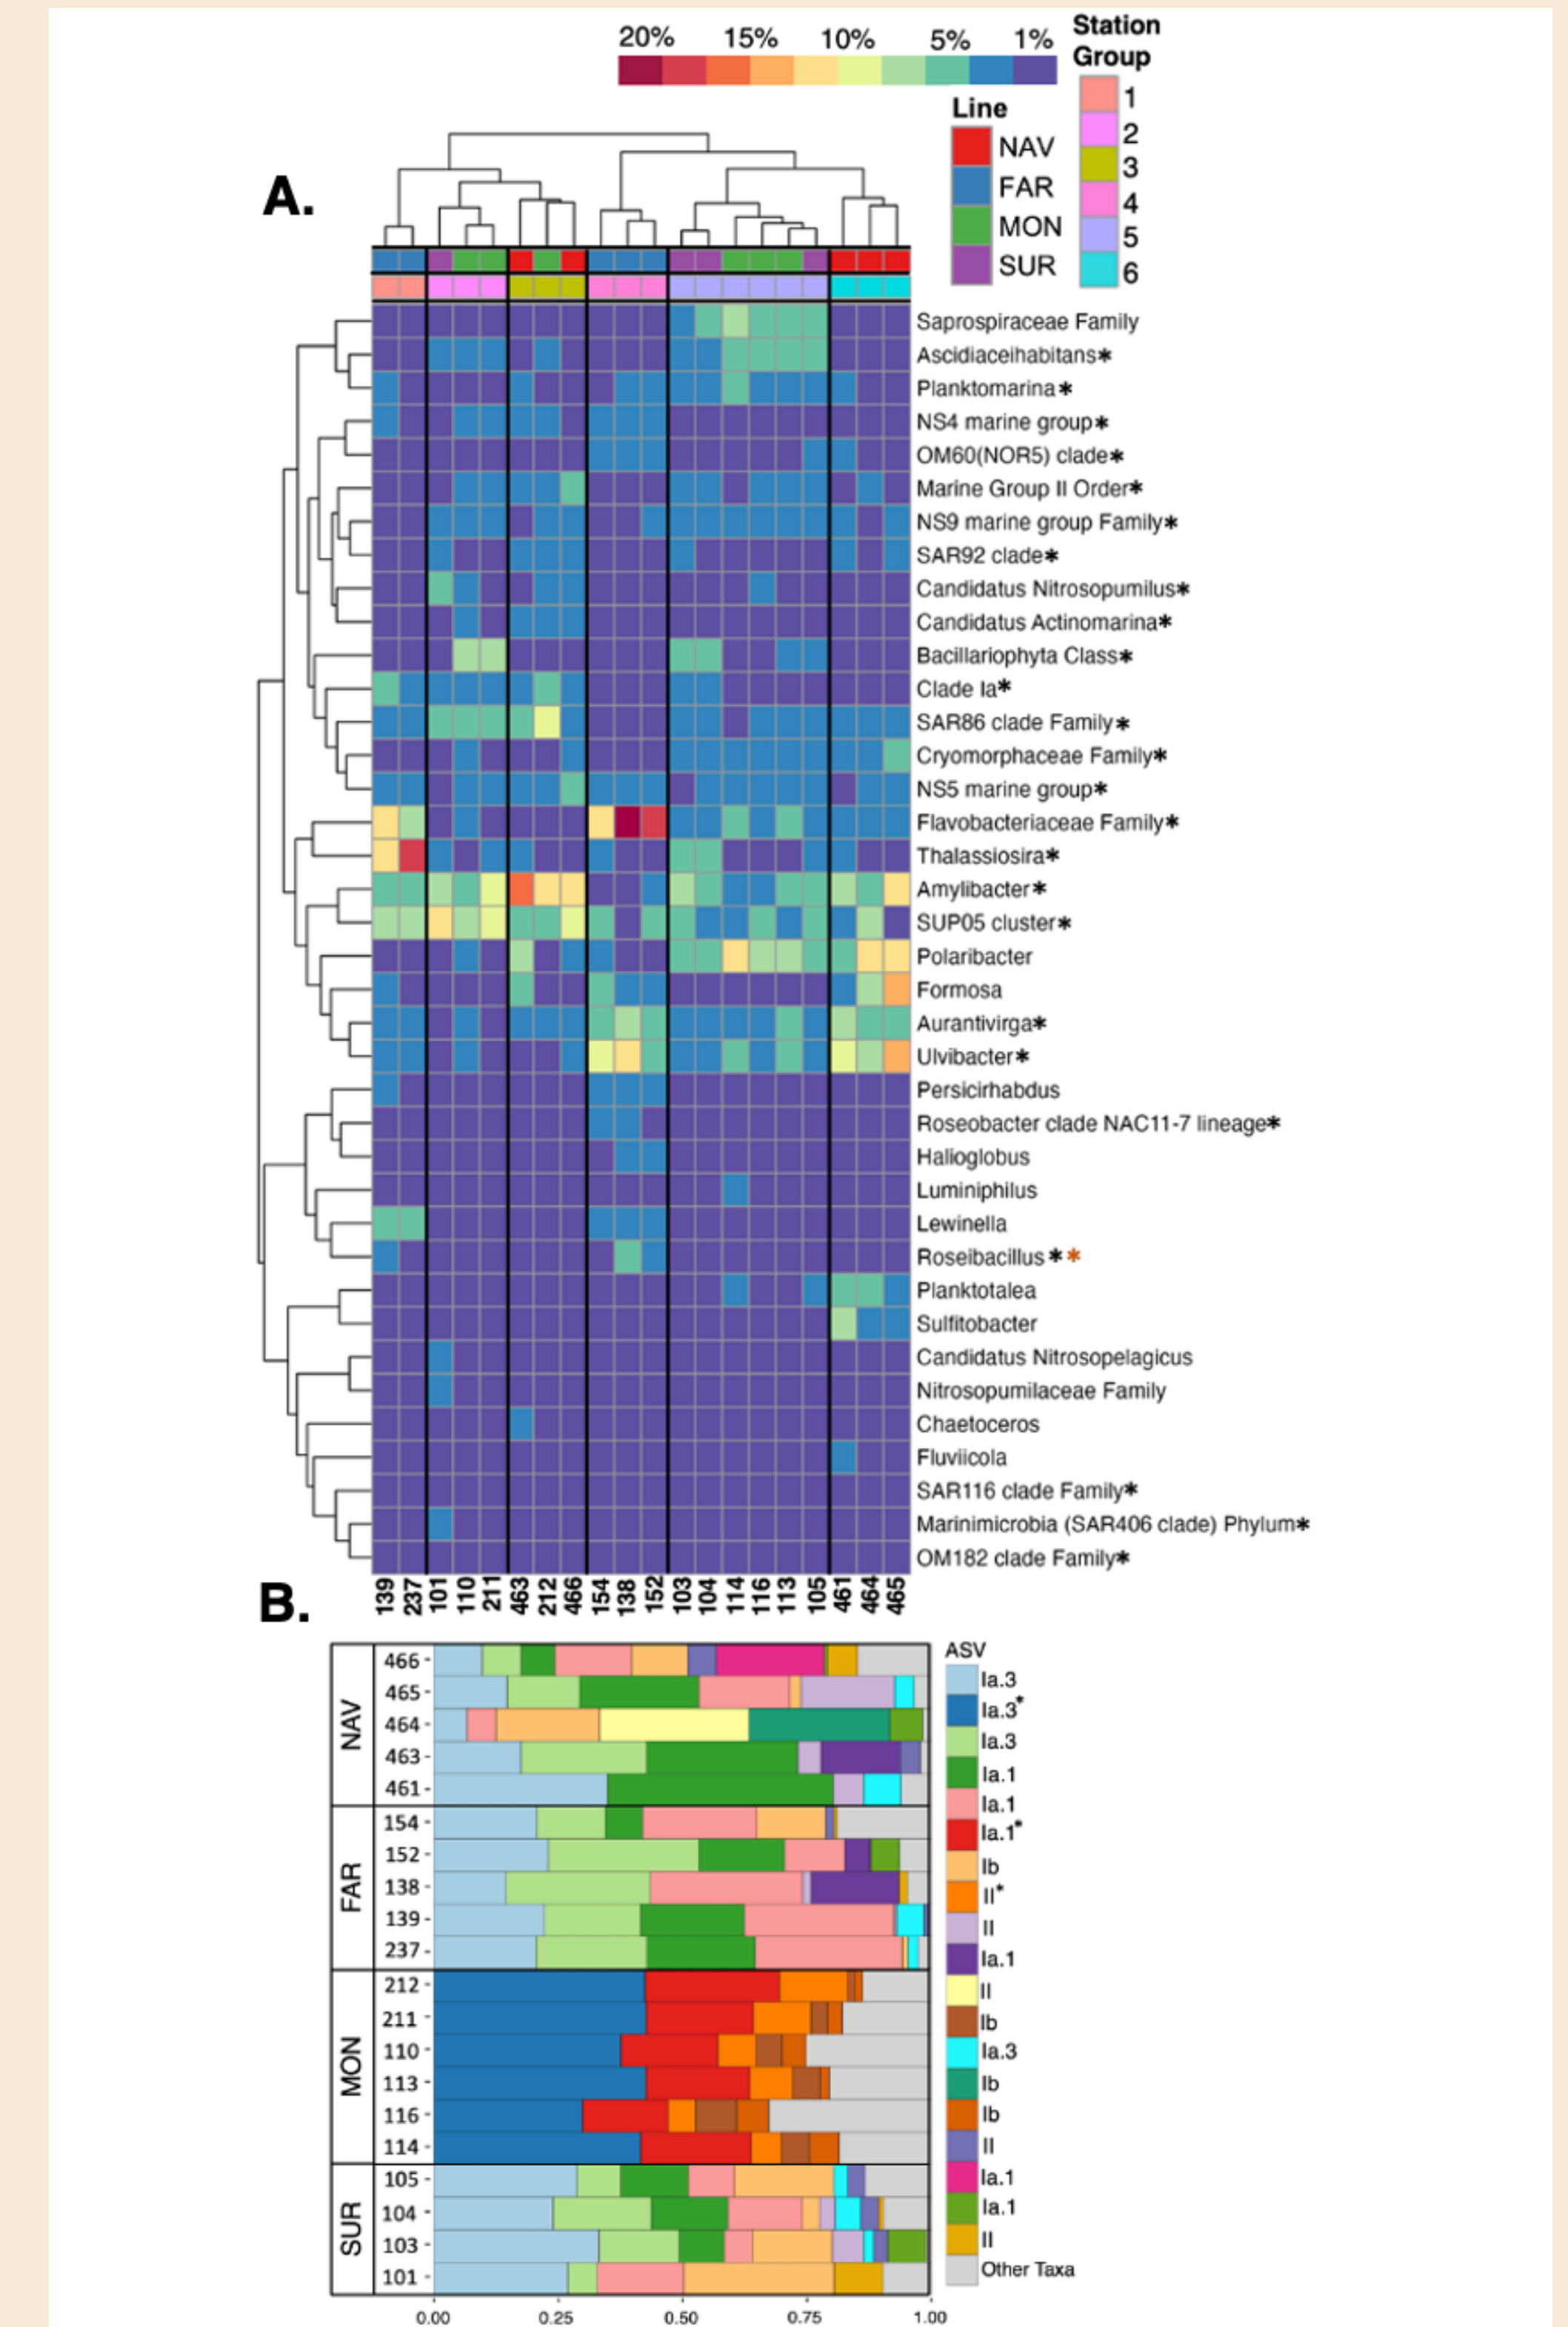 20% 15% 10% 5% 1%
Station
Group
1
2
3
4
5
6
Line
NAV
FAR
MON
SUR
A.
Saprospiraceae Family
Ascidiaceihabitans*
Planktomarina*
NS4 marine group*
OM60(NOR5) clade*
Marine Group II Order*
NS9 marine group Family*
SAR92 clade*
Candidatus Nitrosopumilus*
Candidatus Actinomarina*
Bacillariophyta Class*
Clade Ia*
SAR86 clade Family*
Cryomorphaceae Family*
NS5 marine group*
Flavobacteriaceae Family*
Thalassiosira*
Amylibacter*
SUP05 cluster*
Polaribacter
Formosa
Aurantivirga*
Ulvibacter*
Persicirhabdus
Roseobacter clade NAC11-7 lineage*
Halioglobus
Luminiphilus
Lewinella
Roseibacillus**
Planktotalea
Sulfitobacter
Candidatus Nitrosopelagicus
Nitrosopumilaceae Family
Chaetoceros
Fluviicola
SAR116 clade Family*
Marinimicrobia (SAR406 clade) Phylum*
OM182 clade Family*
139 237 101 110 211 463 212 466 154 138 152 103 104 114 116 113 105 461 464 465
B.
NAV
466
465
464
463
461
FAR
154
152
138
139
237
MON
212
211
110
113
116
114
SUR
105
104
103
101
0.00 0.25 0.50 0.75 1.00
ASV
Ia.3
Ia.3*
Ia.3
Ia.1
Ia.1
Ia.1*
Ib
II*
II
Ia.1
II
Ib
Ia.3
Ib
Ib
II
Ia.1
Ia.1
II
Other Taxa